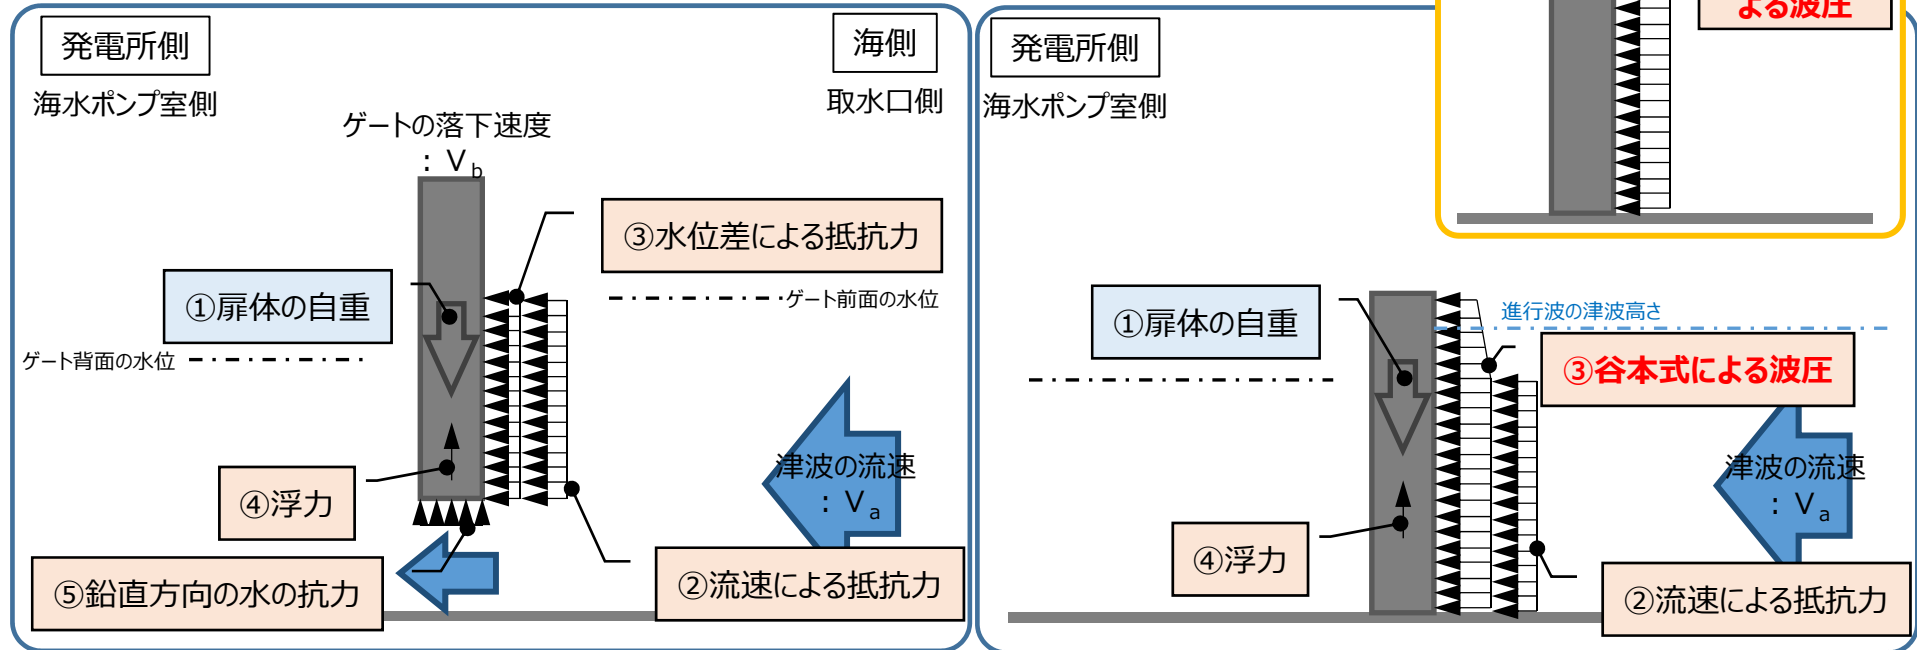 発電所側
海側
海水ポンプ室側
取水口側
ゲートの落下速度
：Vb
③水位差による抵抗力
ゲート前面の水位
①扉体の自重
ゲート背面の水位
津波の流速
：Va
④浮力
⑤鉛直方向の水の抗力
②流速による抵抗力
発電所側
海水ポンプ室側
よる波圧
①扉体の自重
進行波の津波高さ
③谷本式による波圧
津波の流速
：Va
④浮力
②流速による抵抗力